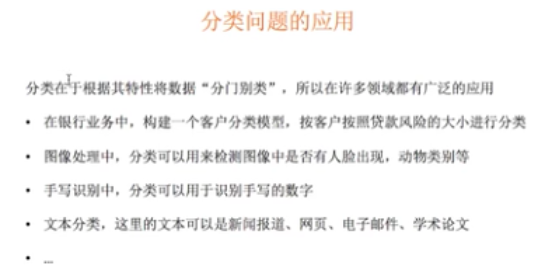 分类问题的应用
分类在于根据其特性将数据“分门别类”，所以在许多领域都有广泛的应用
• 在银行业务中，构建一个客户分类模型，按客户按照贷款风险的大小进行分类
• 图像处理中，分类可以用来检测图像中是否有人脸出现，动物类别等
• 手写识别中，分类可以用于识别手写的数字
• 文本分类，这里的文本可以是新闻报道、网页、电子邮件、学术论文
• ...